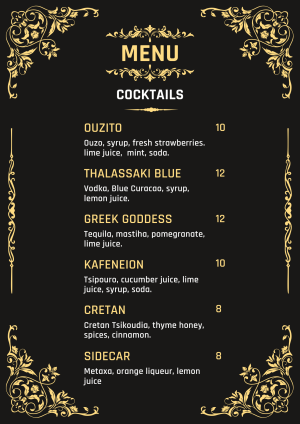 MENU
COCKTAILS
OUZITO 10
Ouzo, syrup, fresh strawberries.
lime juice, mint, soda.
THALASSAKI BLUE 12
Vodka, Blue Curacao, syrup,
lemon juice.
GREEK GODDESS 12
Tequila, mastiha, pomegranate,
lime juice.
KAFENEION 10
Tsipouro, cucumber juice, lime
juice, syrup, soda.
CRETAN 8
Cretan Tsikoudia, thyme honey,
spices, cinnamon.
SIDECAR 8
Metaxa, orange liqueur, lemon
juice